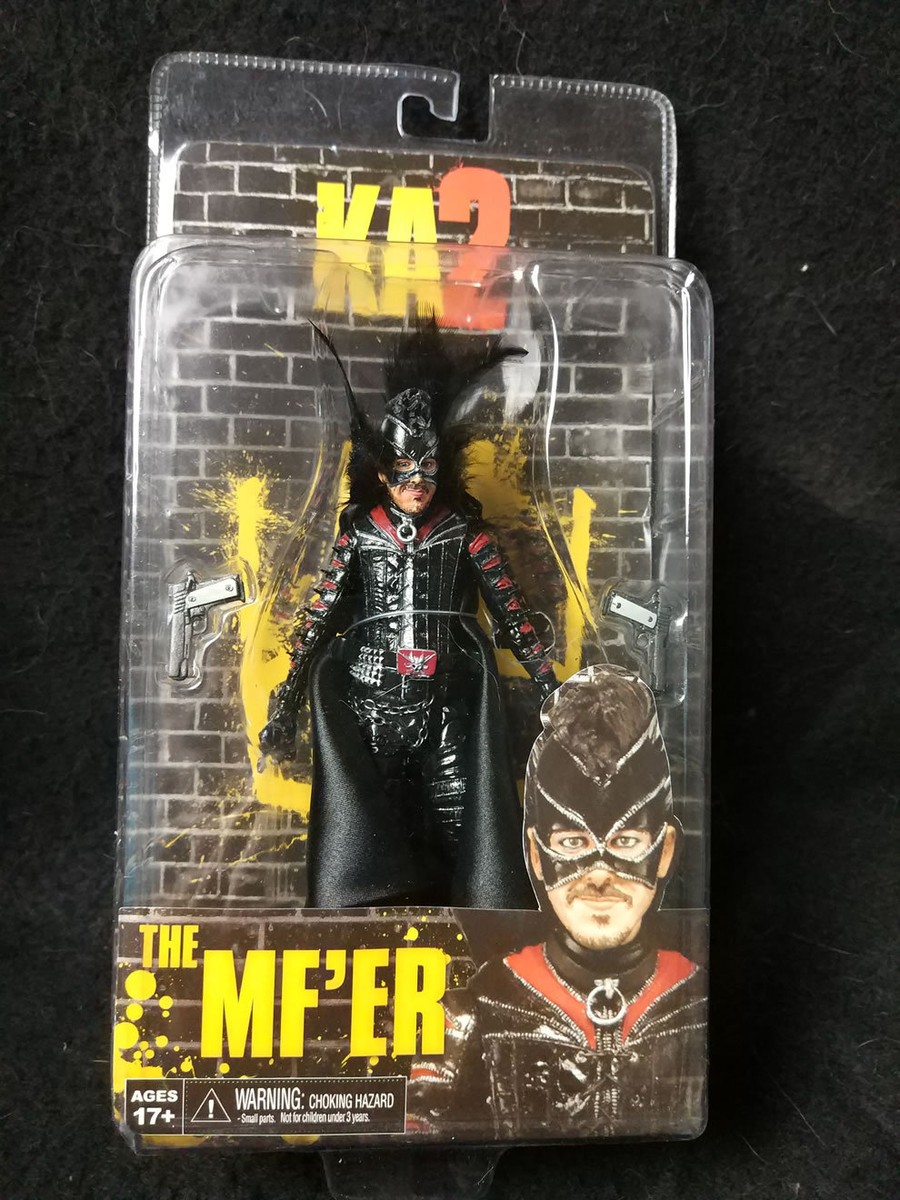 KA2
THE
MF'ER
AGES
17+
WARNING: CHOKING HAZARD
- Small parts. Not for children under 3 years.